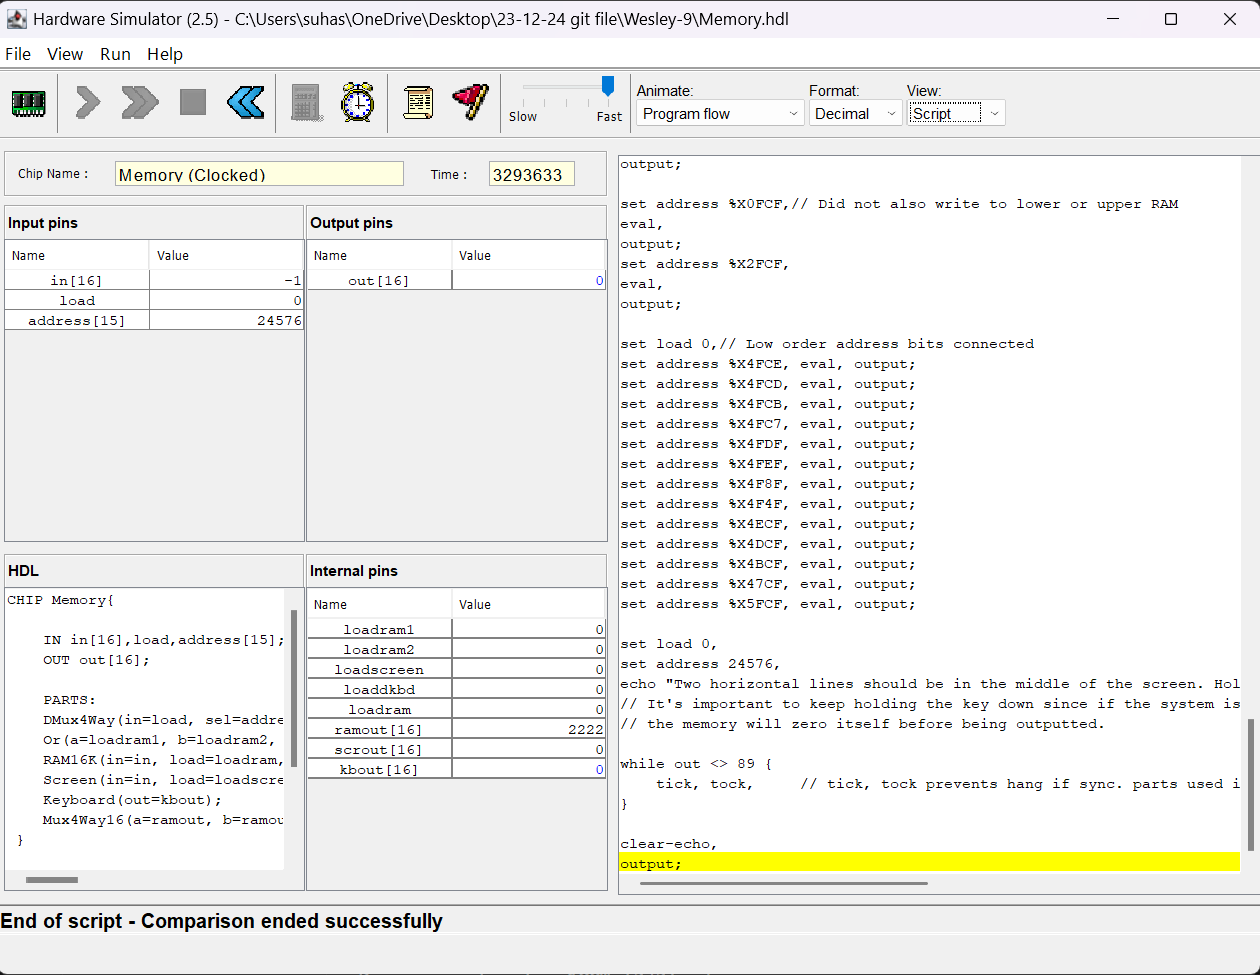 Hardware Simulator (2.5) - C:\Users\suhas\OneDrive\Desktop\23-12-24 git file\Wesley-9\Memory.hdl
File View Run Help
Slow Fast
Animate:
Program flow
Format:
Decimal
View:
Script
Chip Name :
Memory (Clocked)
Time :
3293633
Input pins
Name Value
in[16] -1
load 0
address[15] 24576
Output pins
Name Value
out[16] 0
HDL
CHIP Memory{
IN in[16],load,address[15];
OUT out[16];
PARTS:
DMux4Way(in=load, sel=addre
Or(a=loadram1, b=loadram2,
RAM16K(in=in, load=loadram,
Screen(in=in, load=loadscre
Keyboard(out=kbout);
Mux4Way16(a=ramout, b=ramou
}
Internal pins
Name Value
loadram1 0
loadram2 0
loadscreen 0
loaddkbd 0
loadram 0
ramout[16] 2222
scrout[16] 0
kbout[16] 0
output;
set address %X0FCF,// Did not also write to lower or upper RAM
eval,
output;
set address %X2FCF,
eval,
output;
set load 0,// Low order address bits connected
set address %X4FCE, eval, output;
set address %X4FCD, eval, output;
set address %X4FCB, eval, output;
set address %X4FC7, eval, output;
set address %X4FDF, eval, output;
set address %X4FEF, eval, output;
set address %X4F8F, eval, output;
set address %X4F4F, eval, output;
set address %X4ECF, eval, output;
set address %X4DCF, eval, output;
set address %X4BCF, eval, output;
set address %X47CF, eval, output;
set address %X5FCF, eval, output;
set load 0,
set address 24576,
echo "Two horizontal lines should be in the middle of the screen. Hol
// It's important to keep holding the key down since if the system is
// the memory will zero itself before being outputted.
while out <> 89 {
tick, tock, // tick, tock prevents hang if sync. parts used i
}
clear-echo,
output;
End of script - Comparison ended successfully